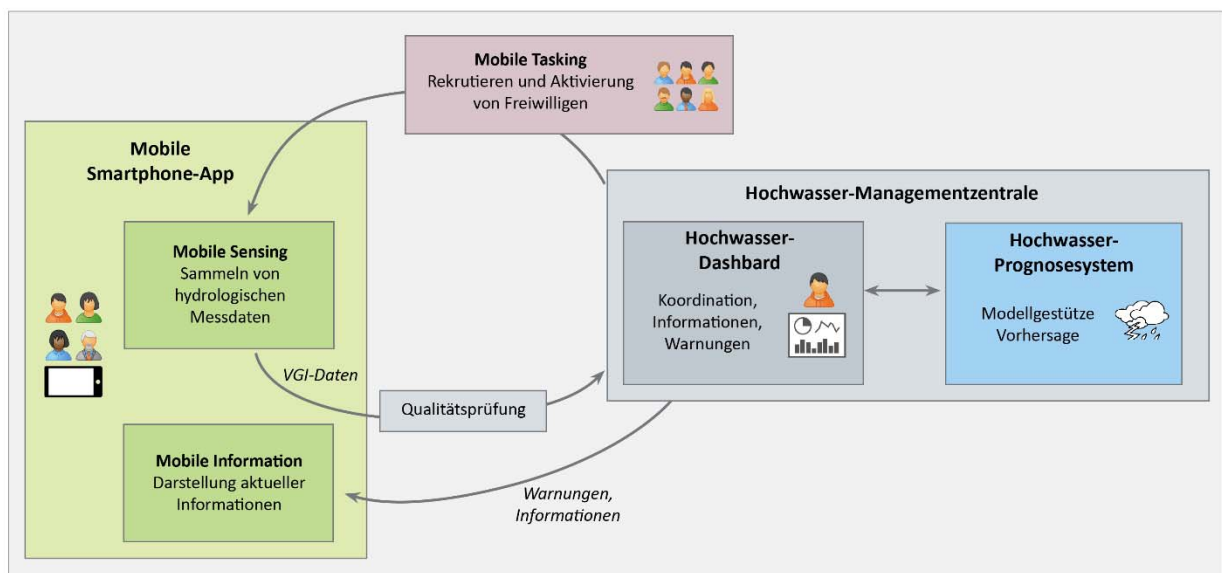 Mobile Tasking
Rekrutieren und Aktivierung
von Freiwilligen
Mobile
Smartphone-App
Mobile Sensing
Sammeln von
hydrologischen
Messdaten
VGI-Daten
Qualitätsprüfung
Mobile Information
Darstellung aktueller
Informationen
Warnungen,
Informationen
Hochwasser-Managementzentrale
Hochwasser-
Dashbard
Koordination,
Informationen,
Warnungen
Hochwasser-
Prognosesystem
Modellgestütze
Vorhersage